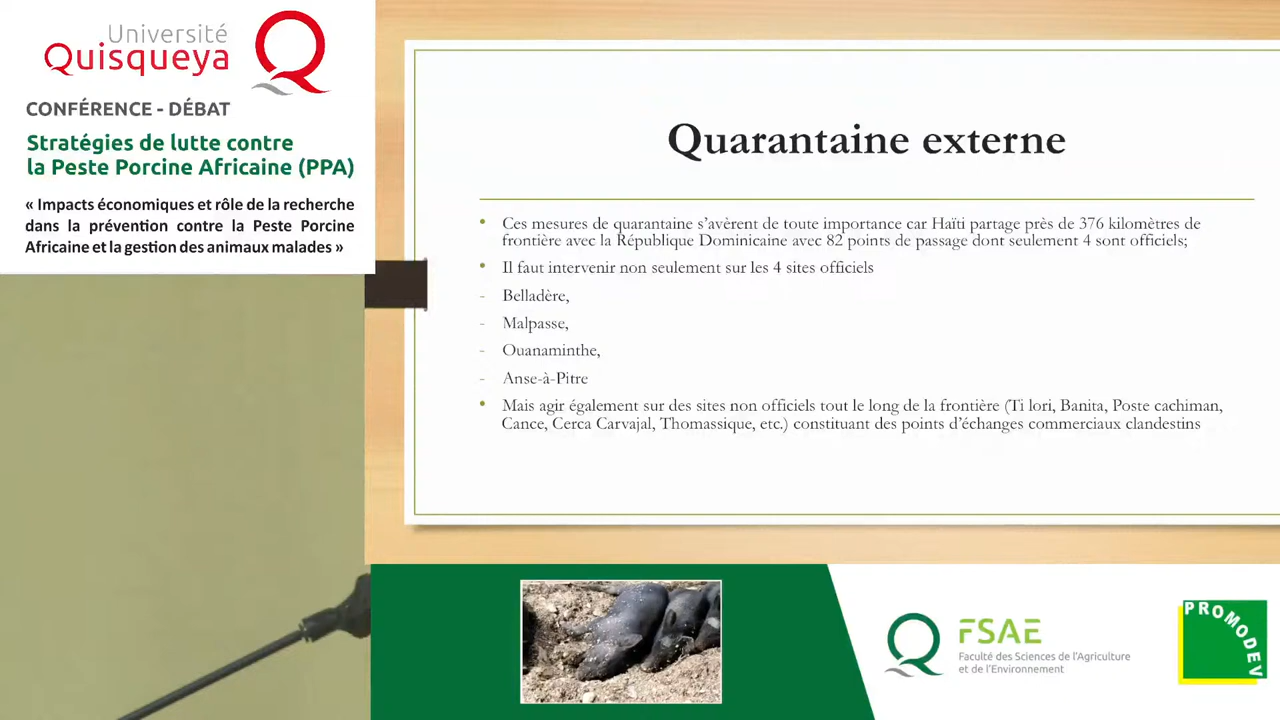 Université
Quisqueya
CONFÉRENCE - DÉBAT
Stratégies de lutte contre
la Peste Porcine Africaine (PPA)
« Impacts économiques et rôle de la recherche
dans la prévention contre la Peste Porcine
Africaine et la gestion des animaux malades »
Quarantaine externe
• Ces mesures de quarantaine s’avèrent de toute importance car Haïti partage près de 376 kilomètres de
frontière avec la République Dominicaine avec 82 points de passage dont seulement 4 sont officiels;
• Il faut intervenir non seulement sur les 4 sites officiels
- Belladère,
- Malpasse,
- Ouanaminthe,
- Anse-à-Pitre
• Mais agir également sur des sites non officiels tout le long de la frontière (Ti lori, Banita, Poste cachiman,
Cance, Cerca Carvajal, Thomassique, etc.) constituant des points d’échanges commerciaux clandestins
FSAE
Faculté des Sciences de l’Agriculture
et de l’Environnement
PROMODEV